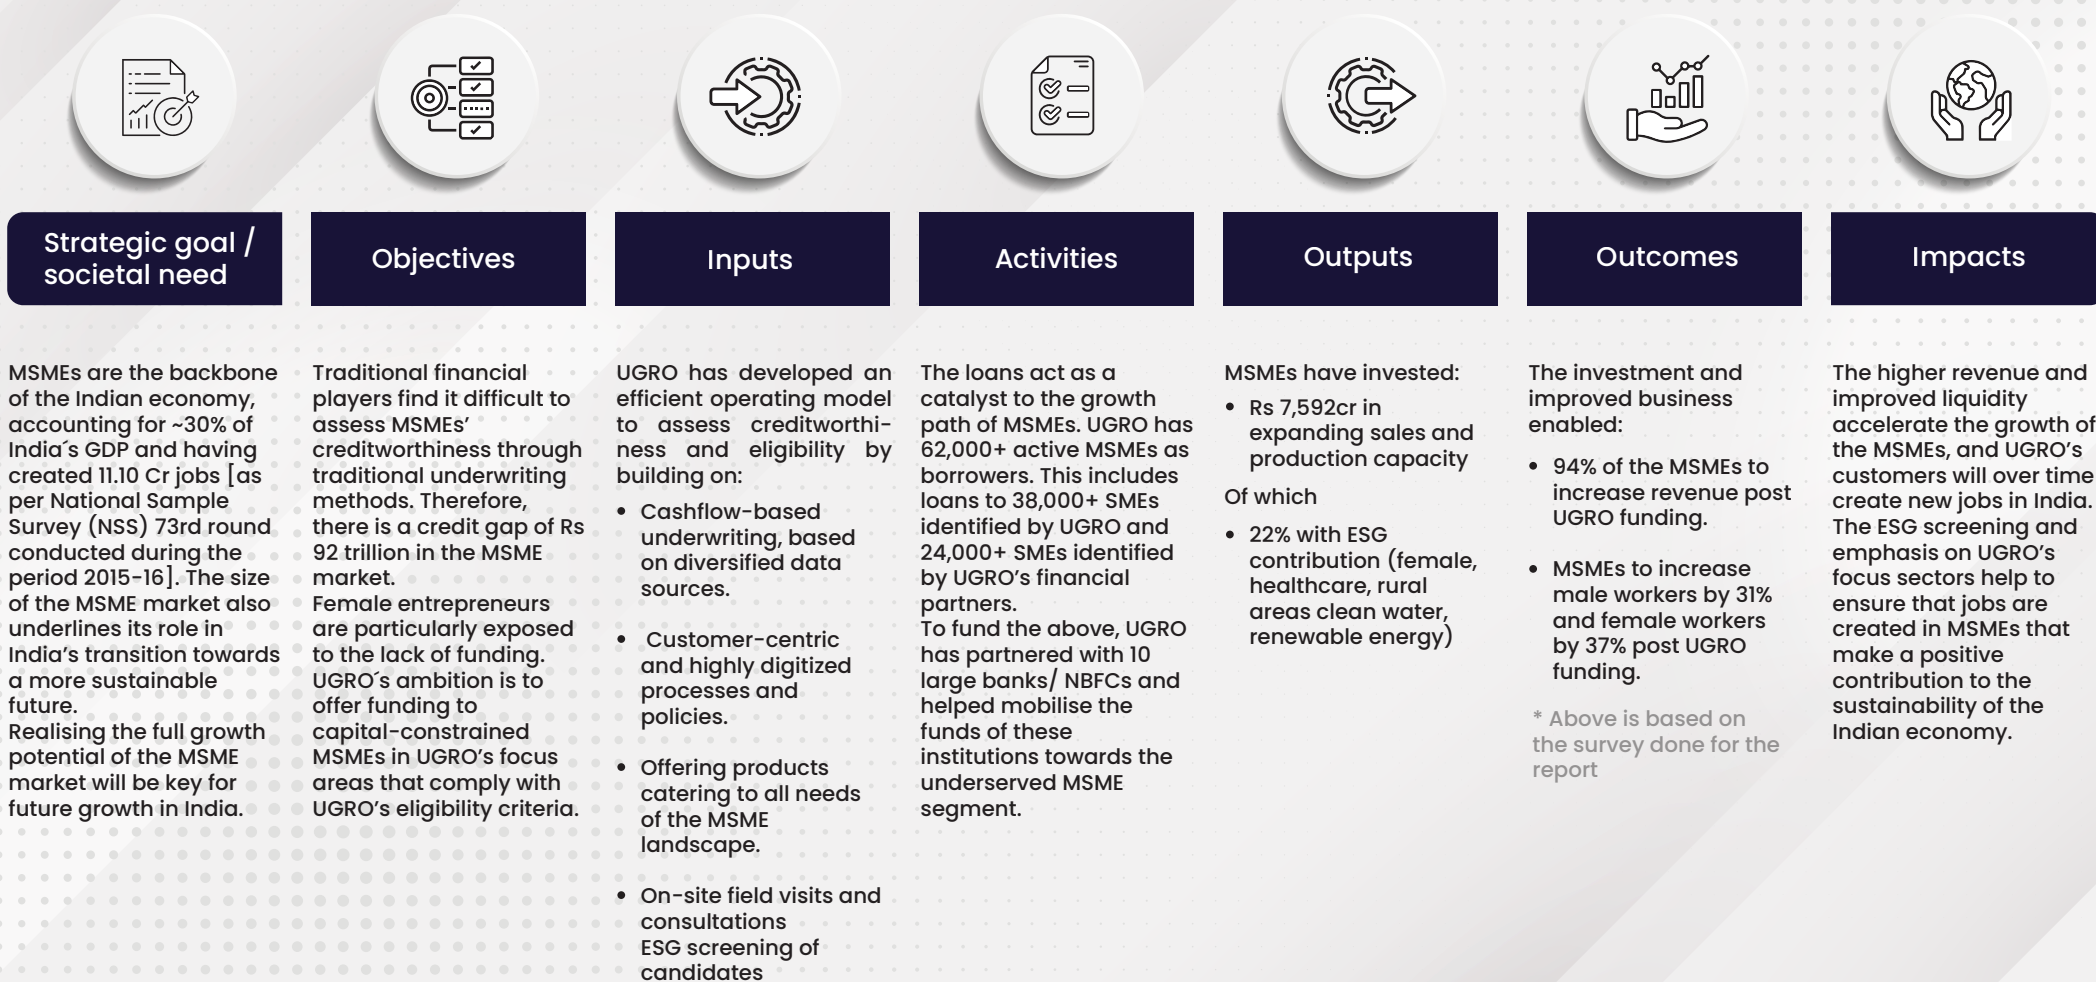 Strategic goal /
societal need
MSMEs are the backbone
of the Indian economy,
accounting for ~30% of
India´s GDP and having
created 11.10 Cr jobs [as
per National Sample
Survey (NSS) 73rd round
conducted during the
period 2015-16]. The size
of the MSME market also
underlines its role in
India's transition towards
a more sustainable
future.
Realising the full growth
potential of the MSME
market will be key for
future growth in India.
Objectives
Traditional financial
players find it difficult to
assess MSMEs'
creditworthiness through
traditional underwriting
methods. Therefore,
there is a credit gap of Rs
92 trillion in the MSME
market.
Female entrepreneurs
are particularly exposed
to the lack of funding.
UGRO´s ambition is to
offer funding to
capital-constrained
MSMEs in UGRO's focus
areas that comply with
UGRO's eligibility criteria.
Inputs
UGRO has developed an
efficient operating model
to assess creditworthi-
ness and eligibility by
building on:
• Cashflow-based
underwriting, based
on diversified data
sources.
• Customer-centric
and highly digitized
processes and
policies.
• Offering products
catering to all needs
of the MSME
landscape.
• On-site field visits and
consultations
ESG screening of
candidates
Activities
The loans act as a
catalyst to the growth
path of MSMEs. UGRO has
62,000+ active MSMEs as
borrowers. This includes
loans to 38,000+ SMEs
identified by UGRO and
24,000+ SMEs identified
by UGRO's financial
partners.
To fund the above, UGRO
has partnered with 10
large banks/ NBFCs and
helped mobilise the
funds of these
institutions towards the
underserved MSME
segment.
Outputs
MSMEs have invested:
• Rs 7,592cr in
expanding sales and
production capacity
Of which
• 22% with ESG
contribution (female,
healthcare, rural
areas clean water,
renewable energy)
Outcomes
The investment and
improved business
enabled:
• 94% of the MSMEs to
increase revenue post
UGRO funding.
• MSMEs to increase
male workers by 31%
and female workers
by 37% post UGRO
funding.
* Above is based on
the survey done for the
report
Impacts
The higher revenue and
improved liquidity
accelerate the growth of
the MSMEs, and UGRO's
customers will over time
create new jobs in India.
The ESG screening and
emphasis on UGRO's
focus sectors help to
ensure that jobs are
created in MSMEs that
make a positive
contribution to the
sustainability of the
Indian economy.